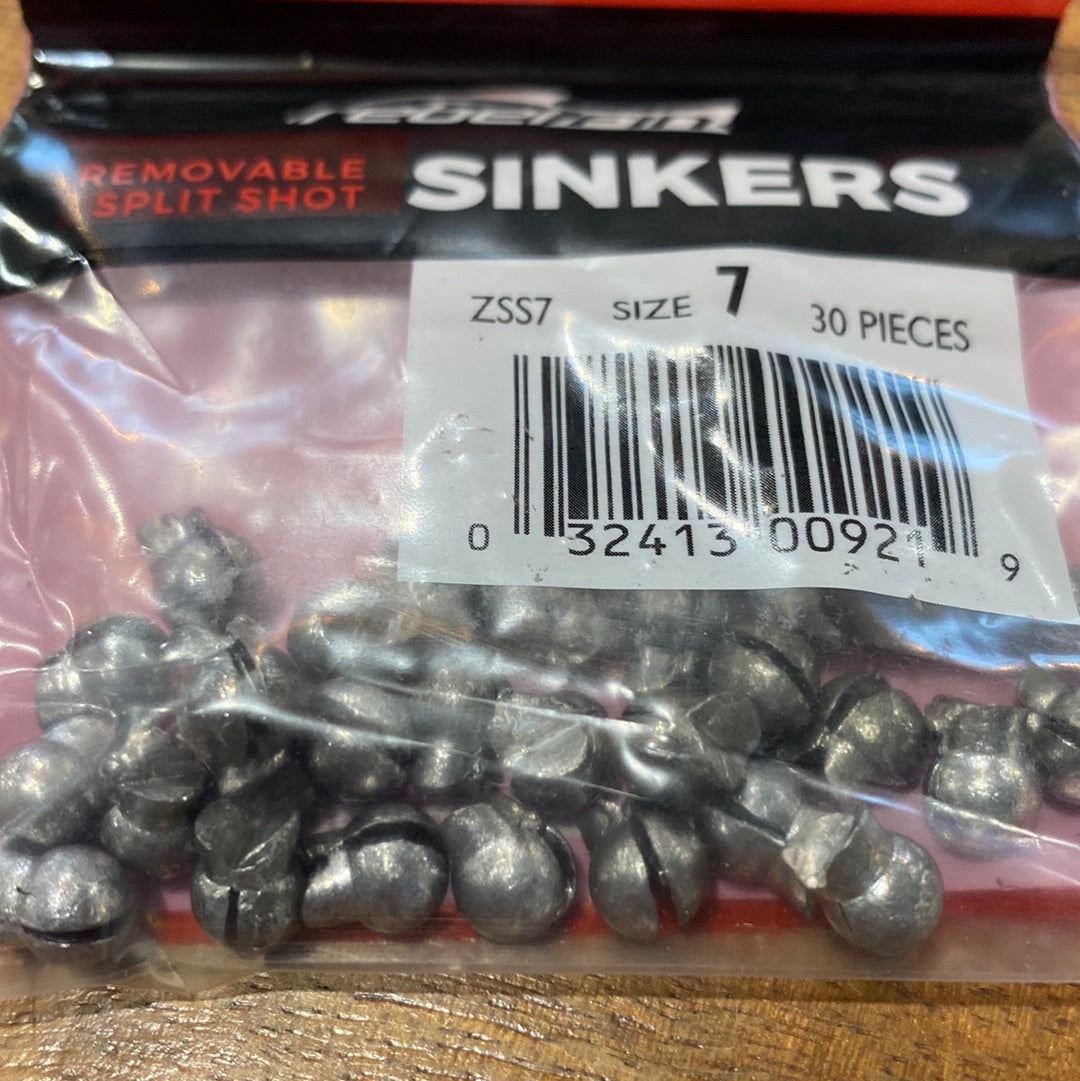 REMOVABLE
SPLIT SHOT
SINKERS
ZSS7 SIZE 7 30 PIECES
0 32413 00921 9